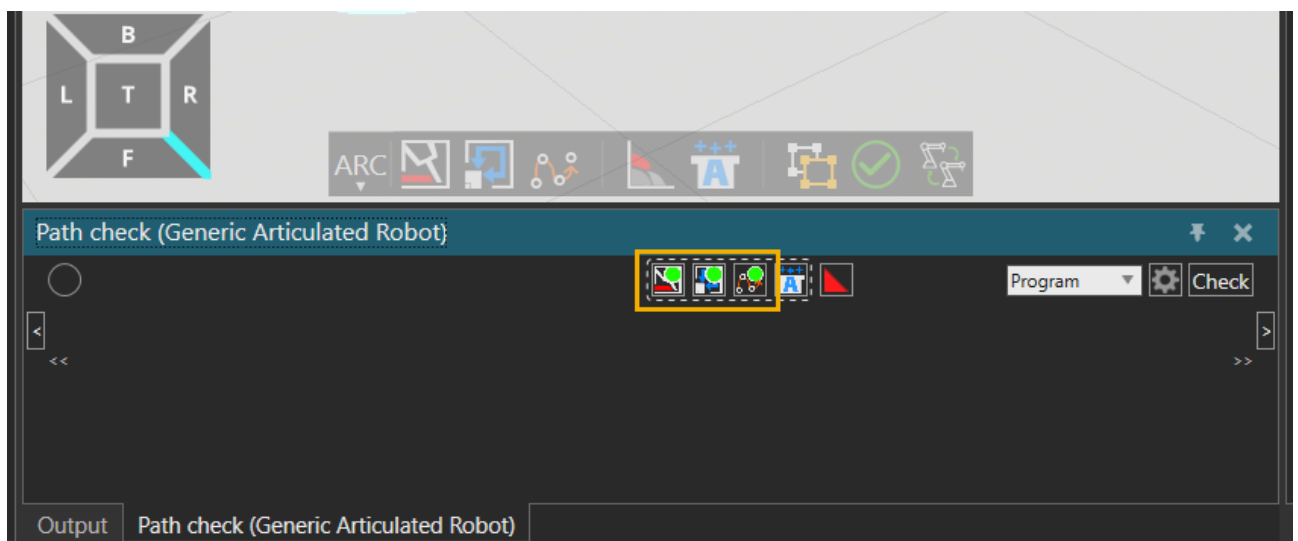 B
L T R
F
ARC
A
Path check (Generic Articulated Robot)
A
Program
Check
<
>
<<
>>
Output
Path check (Generic Articulated Robot)